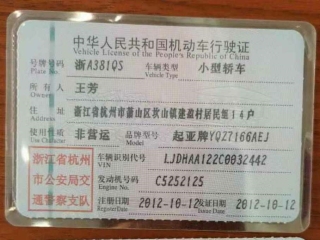 中华人民共和国机动车行驶证
Vehicle License of the People's Republic of China
号牌号码 浙A381QS 车辆类型 小型轿车
Plate No. Vehicle Type
所有人 王芳
Owner
住址 浙江省杭州市萧山区坎山镇建盈村居民组14户
Address
使用性质 非营运 品牌型号 起亚牌YQZ7166AEJ
Use Character Model
浙江省杭州
市公安局交
通警察支队
车辆识别代号 LJDHAA122C0032442
VIN
发动机号码 C5252125
Engine No.
注册日期 2012-10-12 发证日期 2012-10-12
Register Date Issue Date